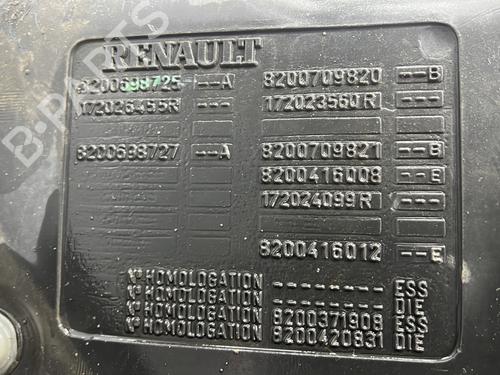 RENAULT
8200698725 --A 8200709820 --B
172026455R --- 172023560R ---
8200698727 --A 8200709821 --B
8200416008 --E
172024099R ---
8200416012 --E
N° HOMOLOGATION ---------- ESS
N° HOMOLOGATION ---------- DIE
N° HOMOLOGATION 8200371908 ESS
N° HOMOLOGATION 8200420831 DIE
B-PARTS